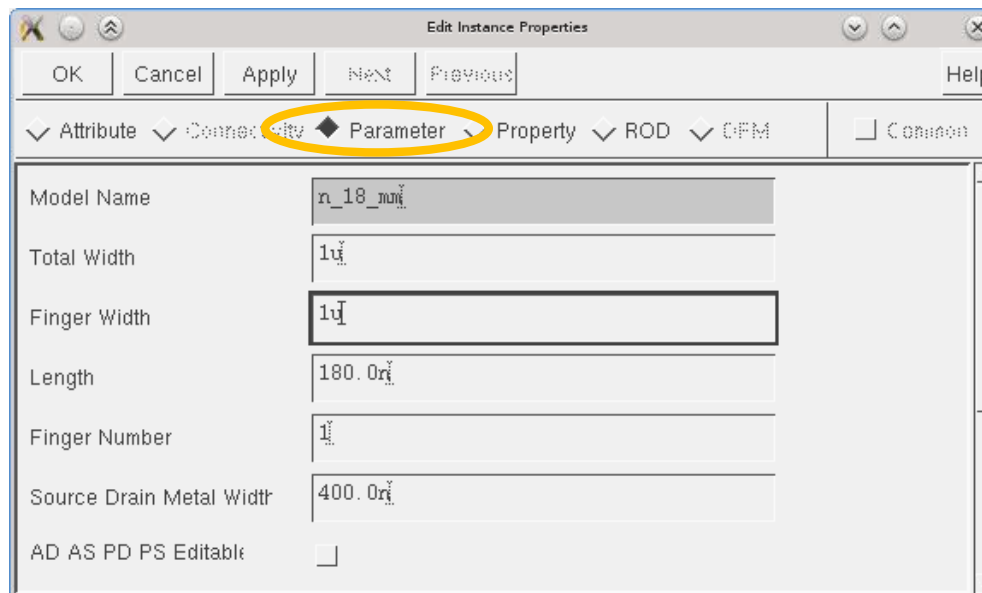 Edit Instance Properties
OK Cancel Apply Next Previous Help
Attribute Connectivity Parameter Property ROD DFM Common
Model Name n_18_mm
Total Width 1u
Finger Width 1u
Length 180.0n
Finger Number 1
Source Drain Metal Width 400.0n
AD AS PD PS Editable